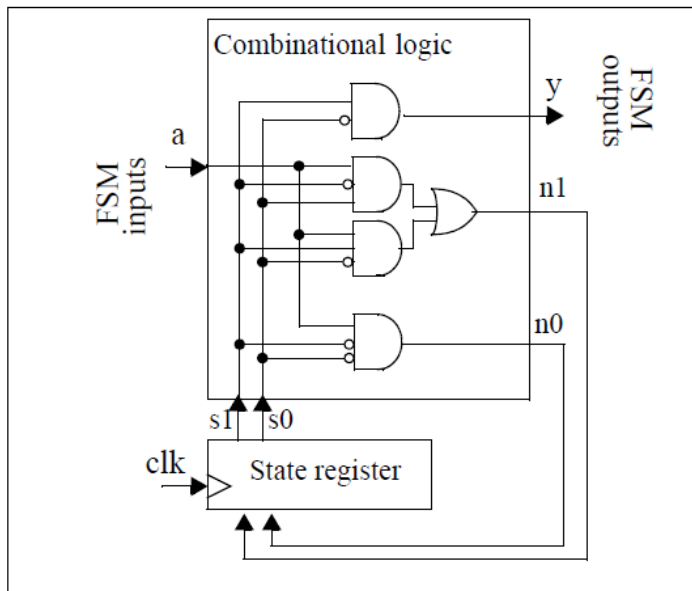 Combinational logic
y
FSM
outputs
a
FSM
inputs
n1
n0
s1 s0
clk
State register